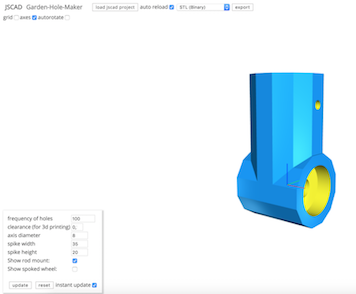 JSCAD Garden-Hole-Maker load jscad project auto reload STL (Binary) export
grid axes autorotate
frequency of holes 100
clearance (for 3d printing) 0.
axis diameter 8
spike width 30
spike height 20
Show rod mount:
Show spoked wheel:
update reset instant update